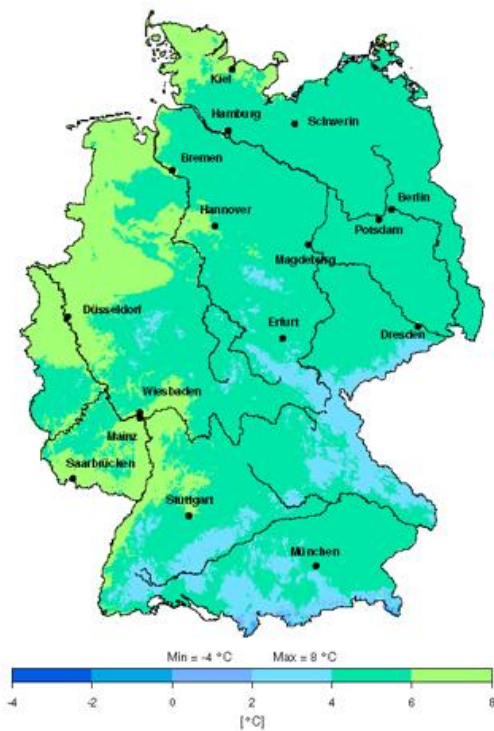 Kiel
Hamburg
Schwerin
Bremen
Berlin
Hannover
Potsdam
Magdeburg
Düsseldorf
Erfurt
Dresden
Wiesbaden
Mainz
Saarbrücken
Stuttgart
München
Min = -4 °C Max = 8 °C
-4 -2 0 2 4 6 8
[°C]